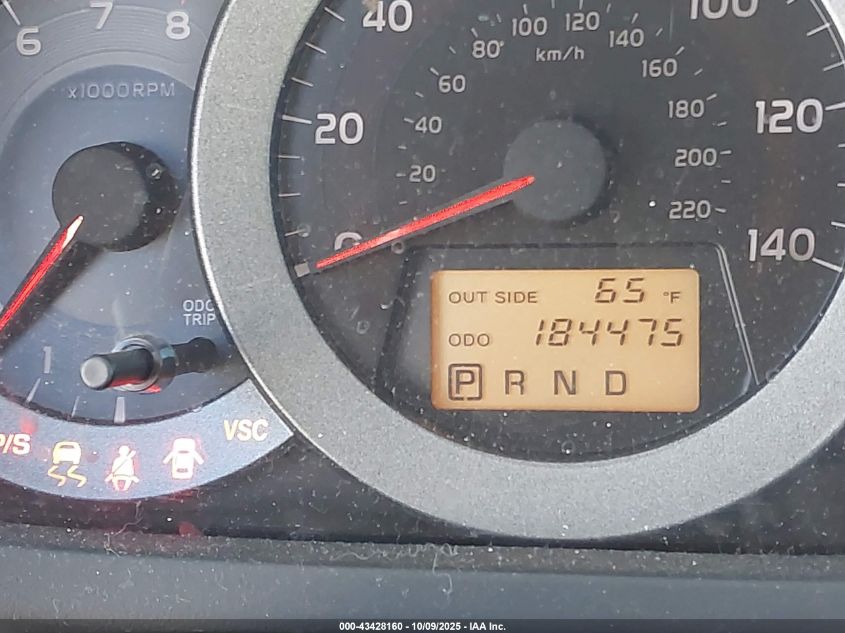 6 7 8
x1000RPM
1
ODO
TRIP
P/S
VSC
0 20 40 100 120 140
20 40 60 80 100 120 140 160 180 200 220
km/h
OUT SIDE 65 °F
ODO 184475
P R N D
000-43428160 - 10/09/2025 - IAA Inc.